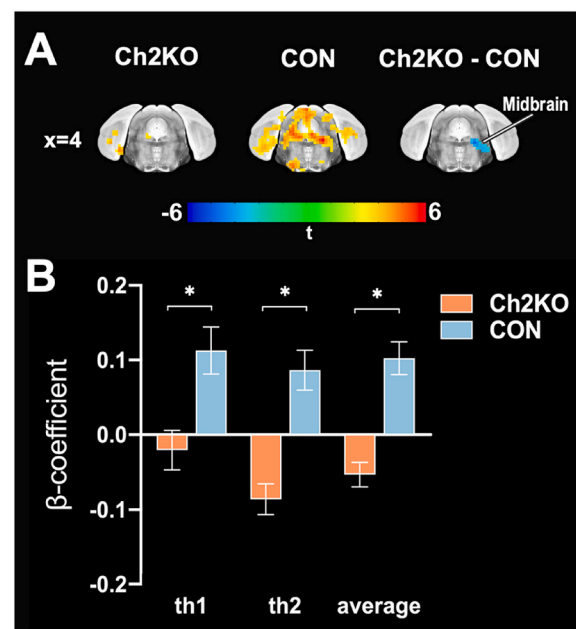 A
Ch2KO CON Ch2KO - CON
Midbrain
x=4
-6 6
t
B
0.2
* * *
Ch2KO
CON
0.1
0.0
-0.1
-0.2
β-coefficient
th1 th2 average